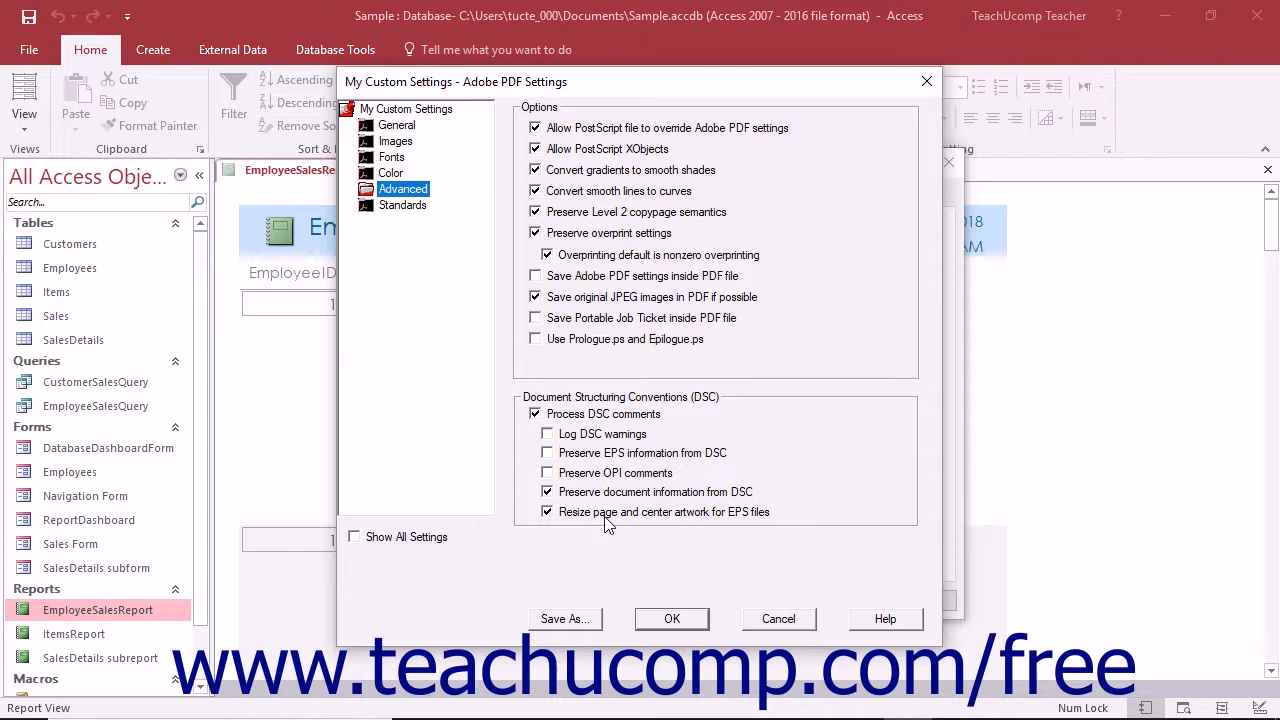 Sample : Database- C:\Users\tucte_000\Documents\Sample.accdb (Access 2007 - 2016 file format) - Access
TeachUcomp Teacher
File
Home
Create
External Data
Database Tools
Tell me what you want to do
View
Views
Paste
Cut
Copy
Format Painter
Clipboard
Filter
Ascending
Descending
Sort &
My Custom Settings - Adobe PDF Settings
My Custom Settings
General
Images
Fonts
Color
Advanced
Standards
Show All Settings
Options
Allow PostScript file to override Adobe PDF settings
Allow PostScript XObjects
Convert gradients to smooth shades
Convert smooth lines to curves
Preserve Level 2 copypage semantics
Preserve overprint settings
Overprinting default is nonzero overprinting
Save Adobe PDF settings inside PDF file
Save original JPEG images in PDF if possible
Save Portable Job Ticket inside PDF file
Use Prologue.ps and Epilogue.ps
Document Structuring Conventions (DSC)
Process DSC comments
Log DSC warnings
Preserve EPS information from DSC
Preserve OPI comments
Preserve document information from DSC
Resize page and center artwork for EPS files
Save As...
OK
Cancel
Help
All Access Obje...
Search...
Tables
Customers
Employees
Items
Sales
SalesDetails
Queries
CustomerSalesQuery
EmployeeSalesQuery
Forms
DatabaseDashboardForm
Employees
Navigation Form
ReportDashboard
Sales Form
SalesDetails subform
Reports
EmployeeSalesReport
ItemsReport
SalesDetails subreport
Macros
EmployeeSalesRe
Em
EmployeeID
1
1
018
AM
www.teachucomp.com/free
Report View
Num Lock